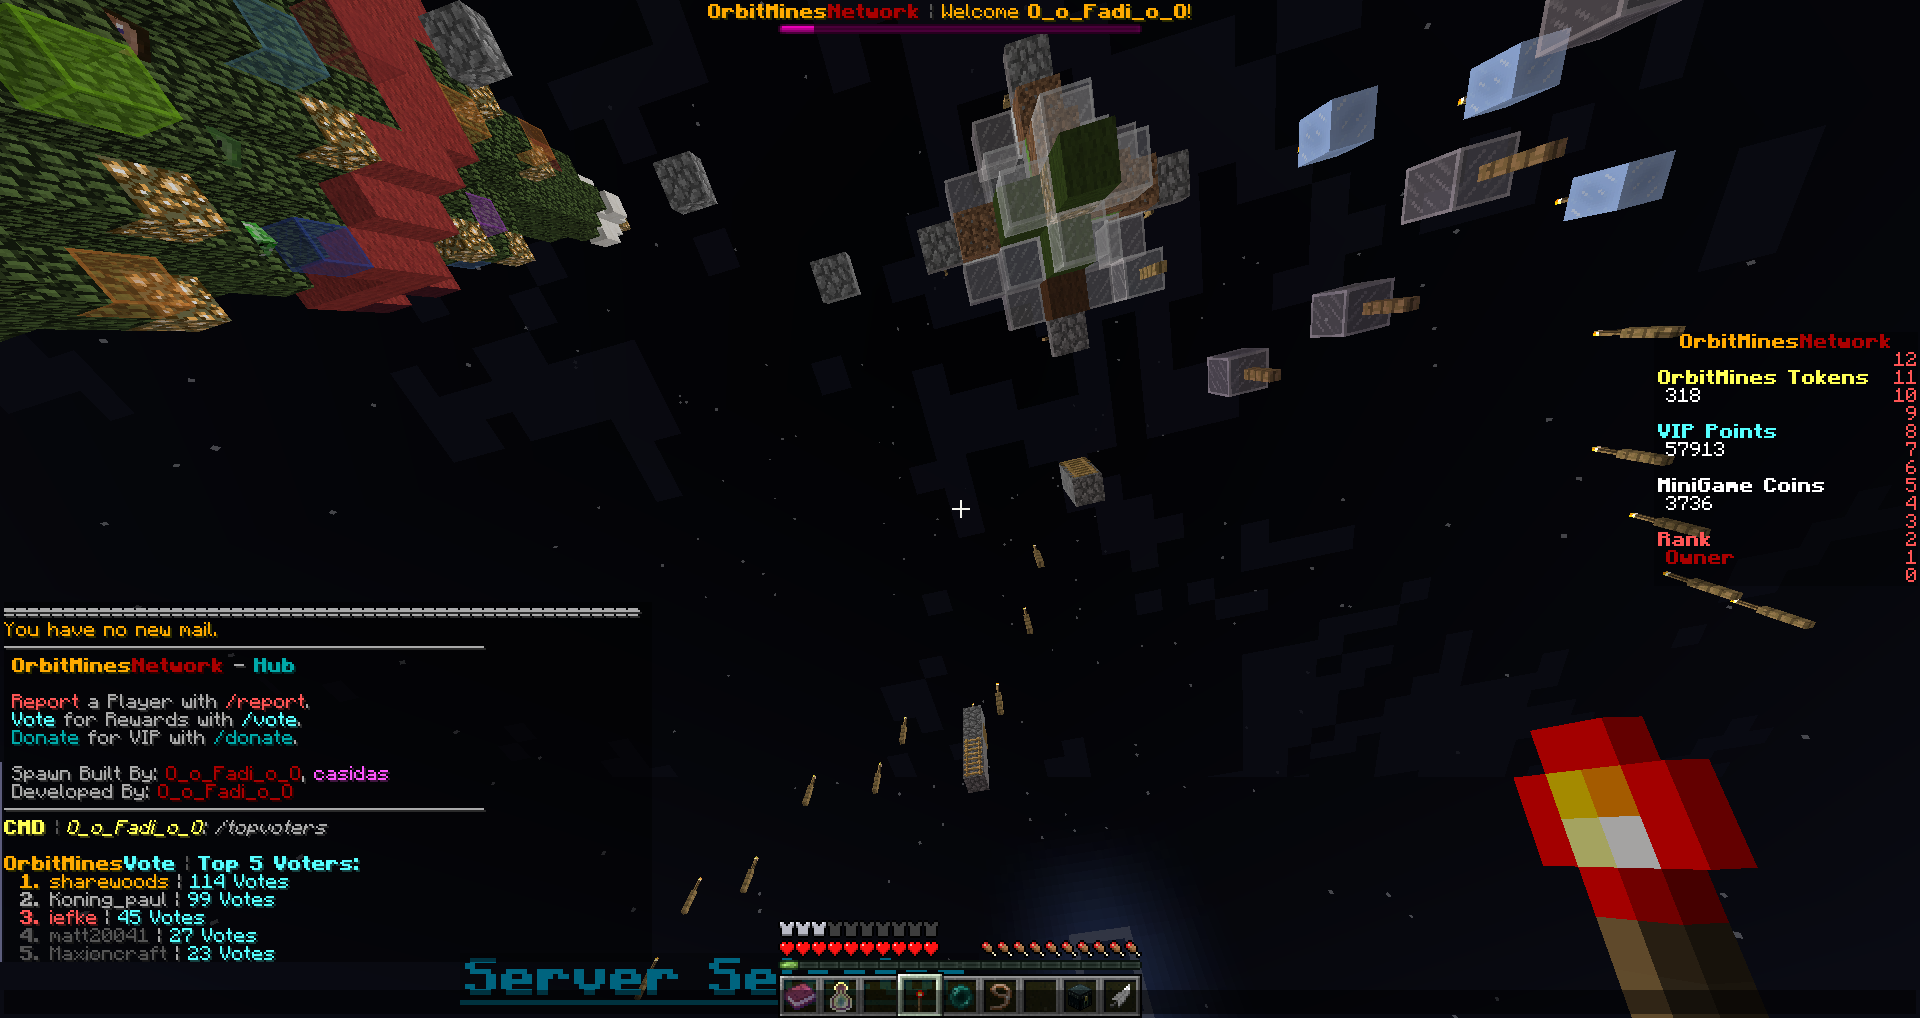 OrbitMinesNetwork | Welcome O_o_Fadi_o_O!
OrbitMinesNetwork
12
OrbitMines Tokens 11
318 10
9
VIP Points 8
57913 7
6
MiniGame Coins 5
3736 4
3
Rank 2
Owner 1
0
You have no new mail.
OrbitMinesNetwork - Hub
Report a Player with /report.
Vote for Rewards with /vote.
Donate for VIP with /donate.
Spawn Built By: O_o_Fadi_o_O, casidas
Developed By: O_o_Fadi_o_O
CMD | O_o_Fadi_o_O: /topvoters
OrbitMinesVote | Top 5 Voters:
1. sharewoods | 114 Votes
2. Koning_paul | 99 Votes
3. iefke | 45 Votes
4. matt20041 | 27 Votes
5. Maxioncraft | 23 Votes
Server Se